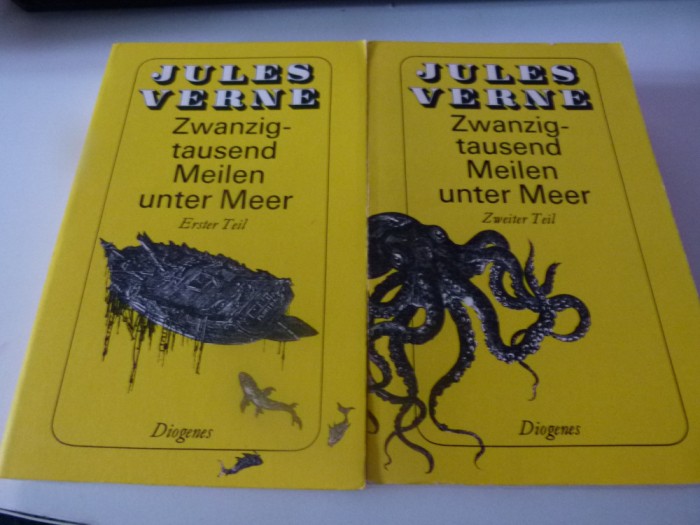 JULES
VERNE
Zwanzig-
tausend
Meilen
unter Meer
Erster Teil
Diogenes
JULES
VERNE
Zwanzig-
tausend
Meilen
unter Meer
Zweiter Teil
Diogenes